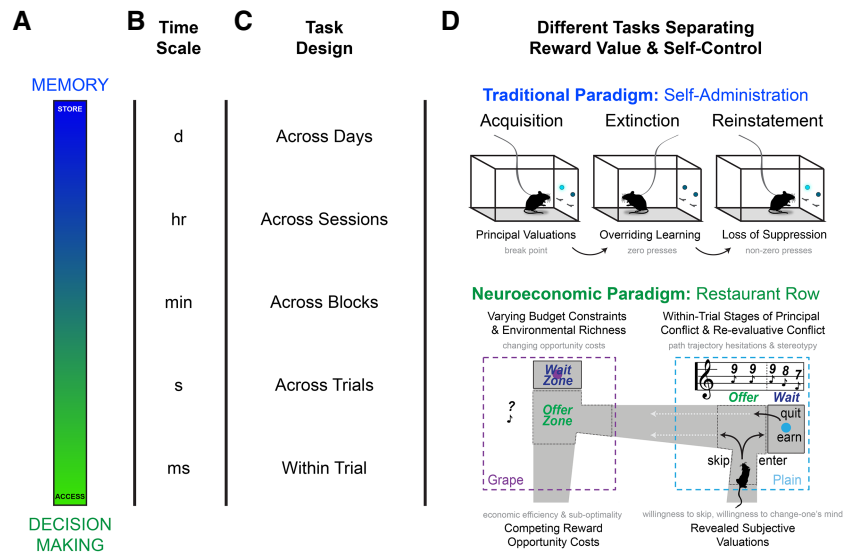 A
B
Time
Scale
C
Task
Design
D
Different Tasks Separating
Reward Value & Self-Control
MEMORY
STORE
ACCESS
DECISION
MAKING
d
hr
min
s
ms
Across Days
Across Sessions
Across Blocks
Across Trials
Within Trial
Traditional Paradigm: Self-Administration
Acquisition
Extinction
Reinstatement
Principal Valuations
break point
Overriding Learning
zero presses
Loss of Suppression
non-zero presses
Neuroeconomic Paradigm: Restaurant Row
Varying Budget Constraints
& Environmental Richness
changing opportunity costs
Within-Trial Stages of Principal
Conflict & Re-evaluative Conflict
path trajectory hesitations & stereotypy
Wait
Zone
Offer
Zone
?
Grape
9 9 9 8 7
Offer Wait
quit
earn
skip
enter
Plain
economic efficiency & sub-optimality
Competing Reward
Opportunity Costs
willingness to skip, willingness to change-one's mind
Revealed Subjective
Valuations